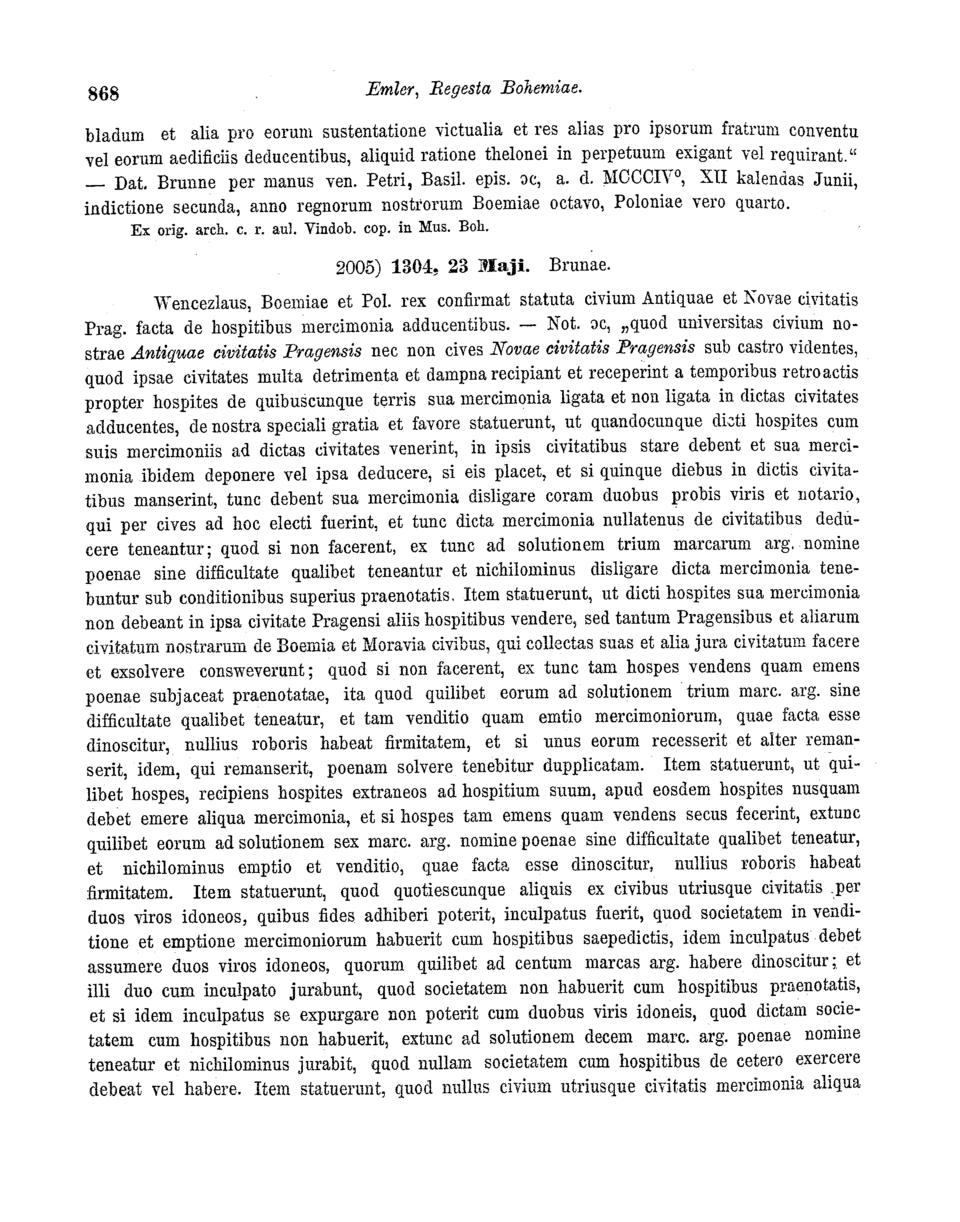 868
Emler, Regesta Bohemiae.
bladum et alia pro eorum sustentatione victualia et res alias pro ipsorum fratrum conventu
vel eorum aedificiis deducentibus, aliquid ratione thelonei in perpetuum exigant vel requirant.“
— Dat. Brunne per manus ven. Petri, Basil. epis. ɔc, a. d. MCCCIV⁰, XII kalendas Junii,
indictione secunda, anno regnorum nostrorum Boemiae octavo, Poloniae vero quarto.
Ex orig. arch. c. r. aul. Vindob. cop. in Mus. Boh.
2005) 1304, 23 Maji. Brunae.
Wencezlaus, Boemiae et Pol. rex confirmat statuta civium Antiquae et Novae civitatis
Prag. facta de hospitibus mercimonia adducentibus. — Not. ɔc, „quod universitas civium no-
strae Antiquae civitatis Pragensis nec non cives Novae civitatis Pragensis sub castro videntes,
quod ipsae civitates multa detrimenta et dampna recipiant et receperint a temporibus retroactis
propter hospites de quibuscunque terris sua mercimonia ligata et non ligata in dictas civitates
adducentes, de nostra speciali gratia et favore statuerunt, ut quandocunque dicti hospites cum
suis mercimoniis ad dictas civitates venerint, in ipsis civitatibus stare debent et sua merci-
monia ibidem deponere vel ipsa deducere, si eis placet, et si quinque diebus in dictis civita-
tibus manserint, tunc debent sua mercimonia disligare coram duobus probis viris et notario,
qui per cives ad hoc electi fuerint, et tunc dicta mercimonia nullatenus de civitatibus dedu-
cere teneantur; quod si non facerent, ex tunc ad solutionem trium marcarum arg. nomine
poenae sine difficultate qualibet teneantur et nichilominus disligare dicta mercimonia tene-
buntur sub conditionibus superius praenotatis. Item statuerunt, ut dicti hospites sua mercimonia
non debeant in ipsa civitate Pragensi aliis hospitibus vendere, sed tantum Pragensibus et aliarum
civitatum nostrarum de Boemia et Moravia civibus, qui collectas suas et alia jura civitatum facere
et exsolvere consweverunt; quod si non facerent, ex tunc tam hospes vendens quam emens
poenae subjaceat praenotatae, ita quod quilibet eorum ad solutionem trium marc. arg. sine
difficultate qualibet teneatur, et tam venditio quam emtio mercimoniorum, quae facta esse
dinoscitur, nullius roboris habeat firmitatem, et si unus eorum recesserit et alter reman-
serit, idem, qui remanserit, poenam solvere tenebitur dupplicatam. Item statuerunt, ut qui-
libet hospes, recipiens hospites extraneos ad hospitium suum, apud eosdem hospites nusquam
debet emere aliqua mercimonia, et si hospes tam emens quam vendens secus fecerint, extunc
quilibet eorum ad solutionem sex marc. arg. nomine poenae sine difficultate qualibet teneatur,
et nichilominus emptio et venditio, quae facta esse dinoscitur, nullius roboris habeat
firmitatem. Item statuerunt, quod quotiescunque aliquis ex civibus utriusque civitatis per
duos viros idoneos, quibus fides adhiberi poterit, inculpatus fuerit, quod societatem in vendi-
tione et emptione mercimoniorum habuerit cum hospitibus saepedictis, idem inculpatus debet
assumere duos viros idoneos, quorum quilibet ad centum marcas arg. habere dinoscitur; et
illi duo cum inculpato jurabunt, quod societatem non habuerit cum hospitibus praenotatis,
et si idem inculpatus se expurgare non poterit cum duobus viris idoneis, quod dictam socie-
tatem cum hospitibus non habuerit, extunc ad solutionem decem marc. arg. poenae nomine
teneatur et nichilominus jurabit, quod nullam societatem cum hospitibus de cetero exercere
debeat vel habere. Item statuerunt, quod nullus civium utriusque civitatis mercimonia aliqua